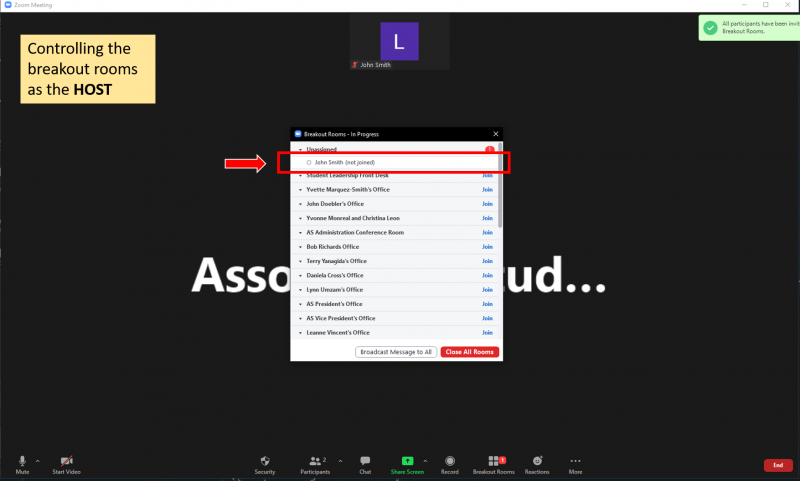 Zoom Meeting
All participants have been invit
Breakout Rooms.
Controlling the
breakout rooms
as the HOST
L
John Smith
Breakout Rooms - In Progress
Unassigned
John Smith (not joined)
Student Leadership Front Desk Join
Yvette Marquez-Smith's Office Join
John Doebler's Office Join
Yvonne Monreal and Christina Leon Join
AS Administration Conference Room Join
Bob Richards Office Join
Terry Yanagida's Office Join
Daniela Cross's Office Join
Lynn Umzam's Office Join
AS President's Office Join
AS Vice President's Office Join
Leanne Vincent's Office Join
Asso tud...
Broadcast Message to All Close All Rooms
2 1
Mute Start Video Security Participants Chat Share Screen Record Breakout Rooms Reactions More End